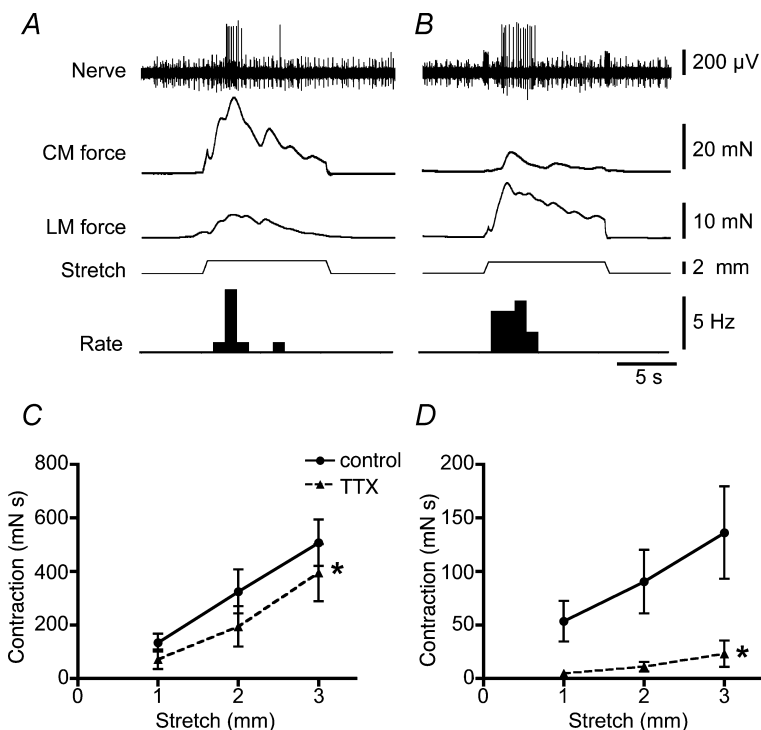 A
B
Nerve
200 µV
CM force
20 mN
LM force
10 mN
Stretch
2 mm
Rate
5 Hz
5 s
C
D
control
TTX
Contraction (mN s)
800
600
400
200
0
*
0 1 2 3
Stretch (mm)
Contraction (mN s)
200
150
100
50
0
*
0 1 2 3
Stretch (mm)